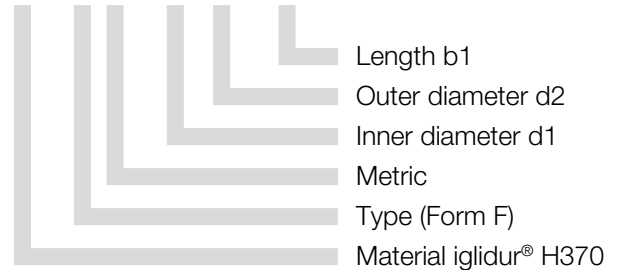 Length b1
Outer diameter d2
Inner diameter d1
Metric
Type (Form F)
Material iglidur® H370